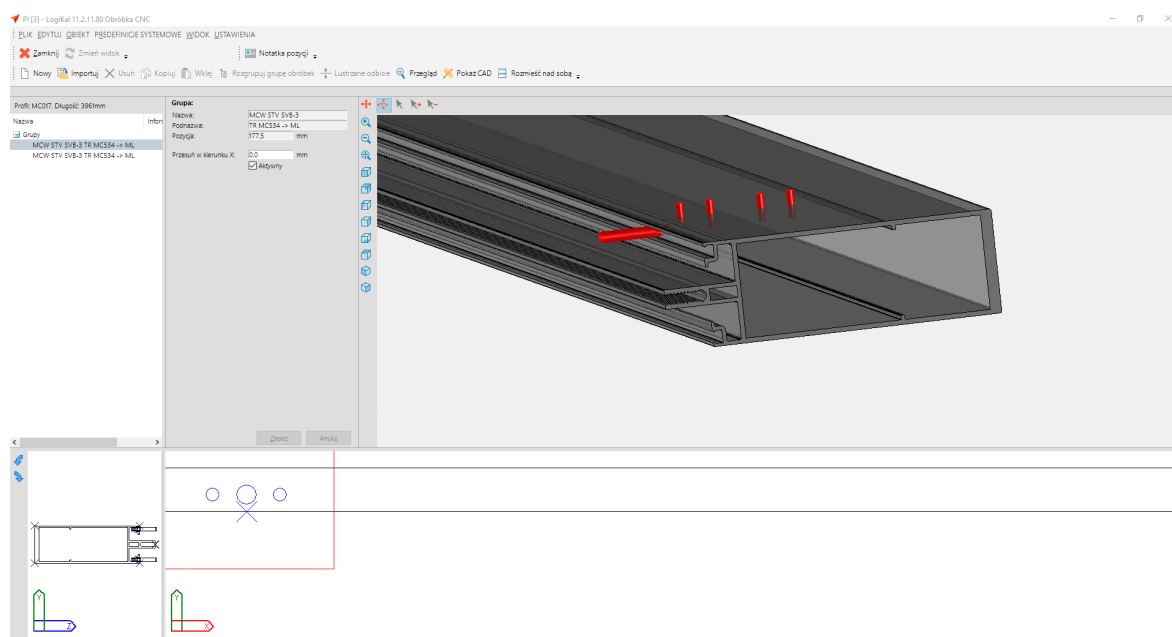 PI [3] - LogiKal 11.2.11.80 Obróbka CNC
PLIK EDYTUJ OBIEKT PREDEFINICJE SYSTEMOWE WIDOK USTAWIENIA
Zamknij Zmień widok Notatka pozycji
Nowy Importuj Usuń Kopiuj Wklej Rozgrupuj grupę obróbek Lustrzane odbicie Przegląd Pokaż CAD Rozmieść nad sobą
Profil: MC017, Długość: 3961mm
Nazwa Inforn
Grupy
MCW STV SVB-3 TR MC534 -> ML
MCW STV SVB-3 TR MC534 -> ML
Grupa:
Nazwa: MCW STV SVB-3
Podnazwa: TR MC534 -> ML
Pozycja: 177,5 mm
Przesuń w kierunku X: 0,0 mm
Aktywny
Zapisz Anuluj
Y
Z
Y
X